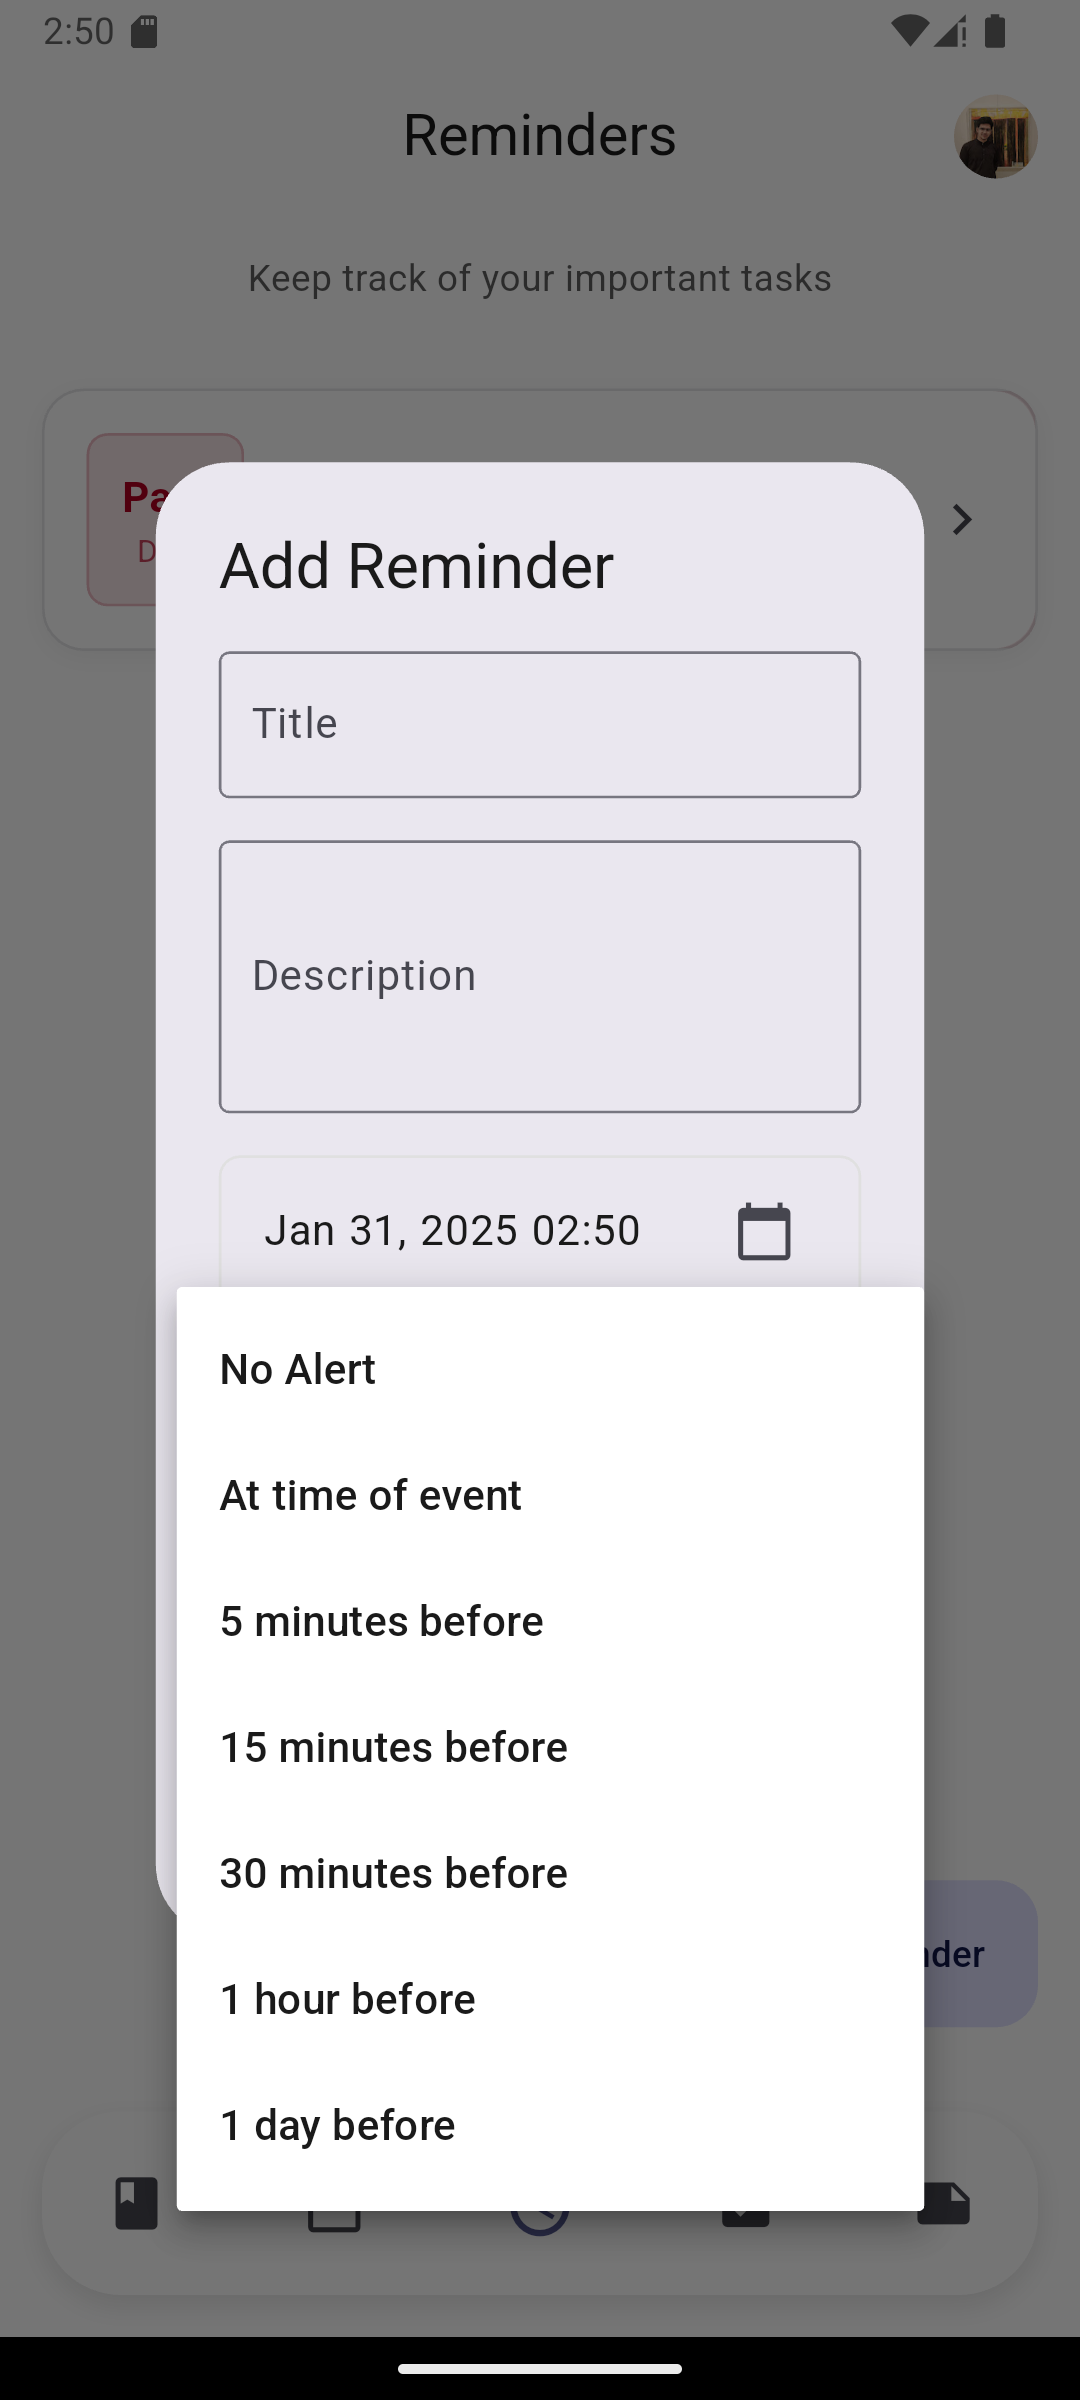 2:50
Reminders
Keep track of your important tasks
Add Reminder
Title
Description
Jan 31, 2025 02:50
No Alert
At time of event
5 minutes before
15 minutes before
30 minutes before
1 hour before
1 day before